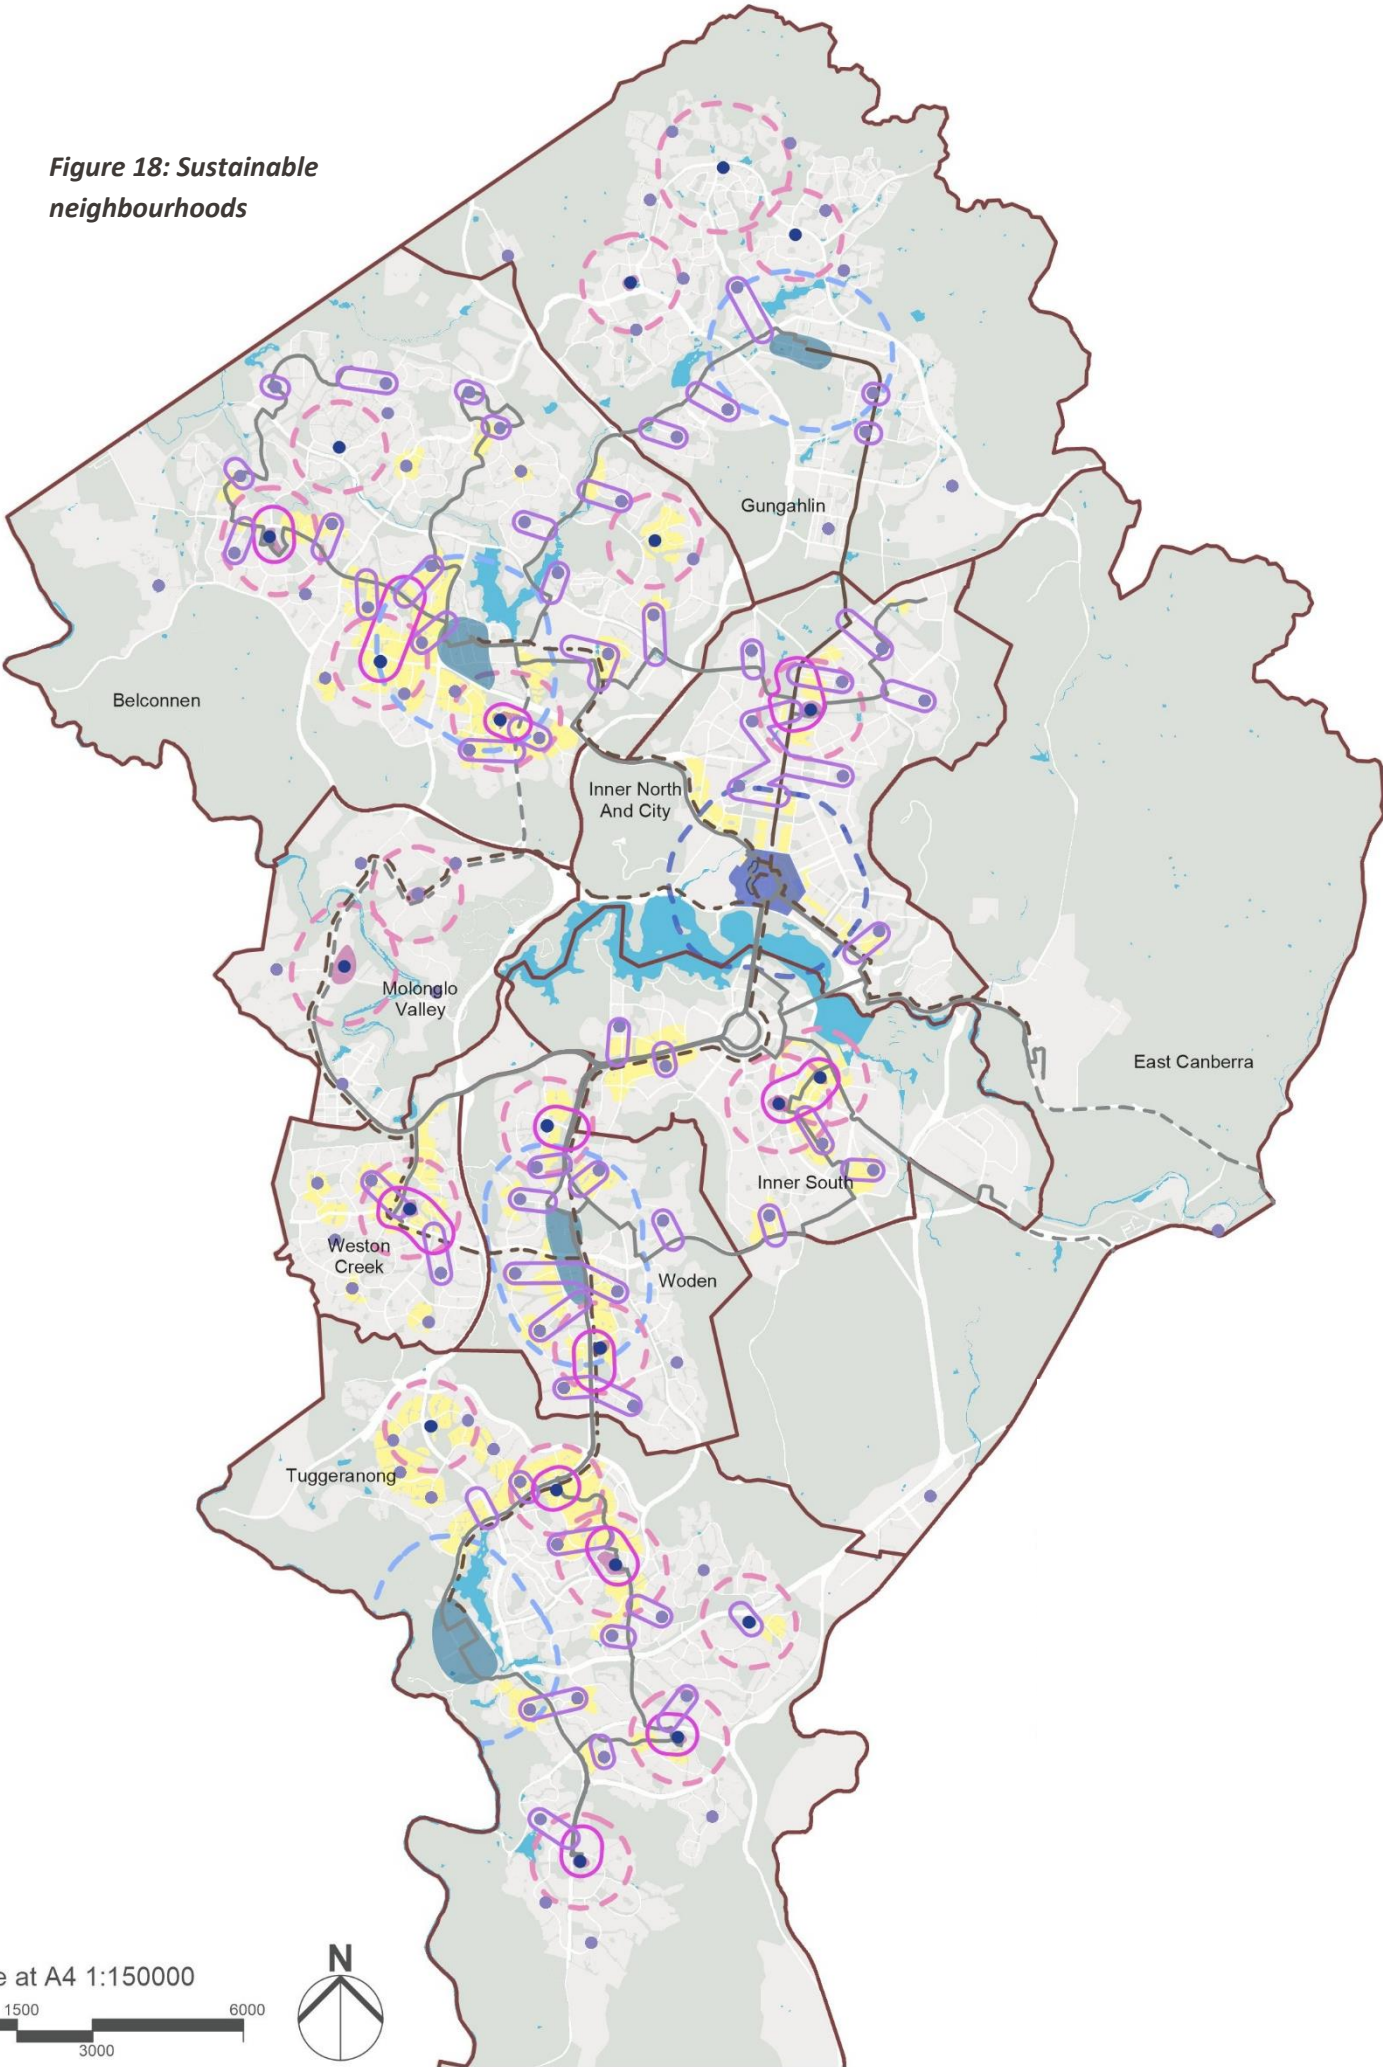 Figure 18: Sustainable
neighbourhoods
Gungahlin
Belconnen
Inner North
And City
Molonglo
Valley
East Canberra
Inner South
Weston
Creek
Woden
Tuggeranong
e at A4 1:150000
N
1500 6000
3000